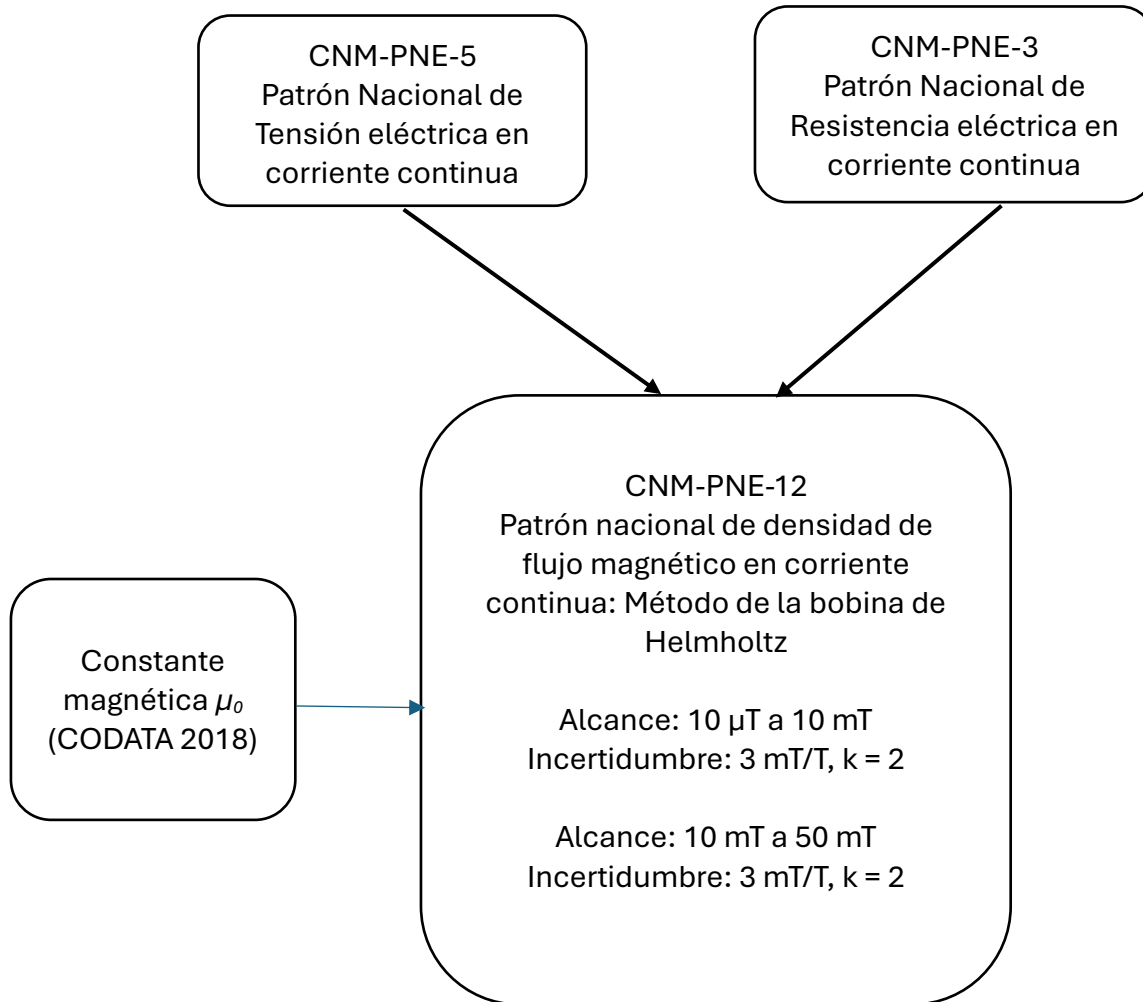 CNM-PNE-5
Patrón Nacional de
Tensión eléctrica en
corriente continua
CNM-PNE-3
Patrón Nacional de
Resistencia eléctrica en
corriente continua
CNM-PNE-12
Patrón nacional de densidad de
flujo magnético en corriente
continua: Método de la bobina de
Helmholtz
Alcance: 10 µT a 10 mT
Incertidumbre: 3 mT/T, k = 2
Alcance: 10 mT a 50 mT
Incertidumbre: 3 mT/T, k = 2
Constante
magnética µ₀
(CODATA 2018)